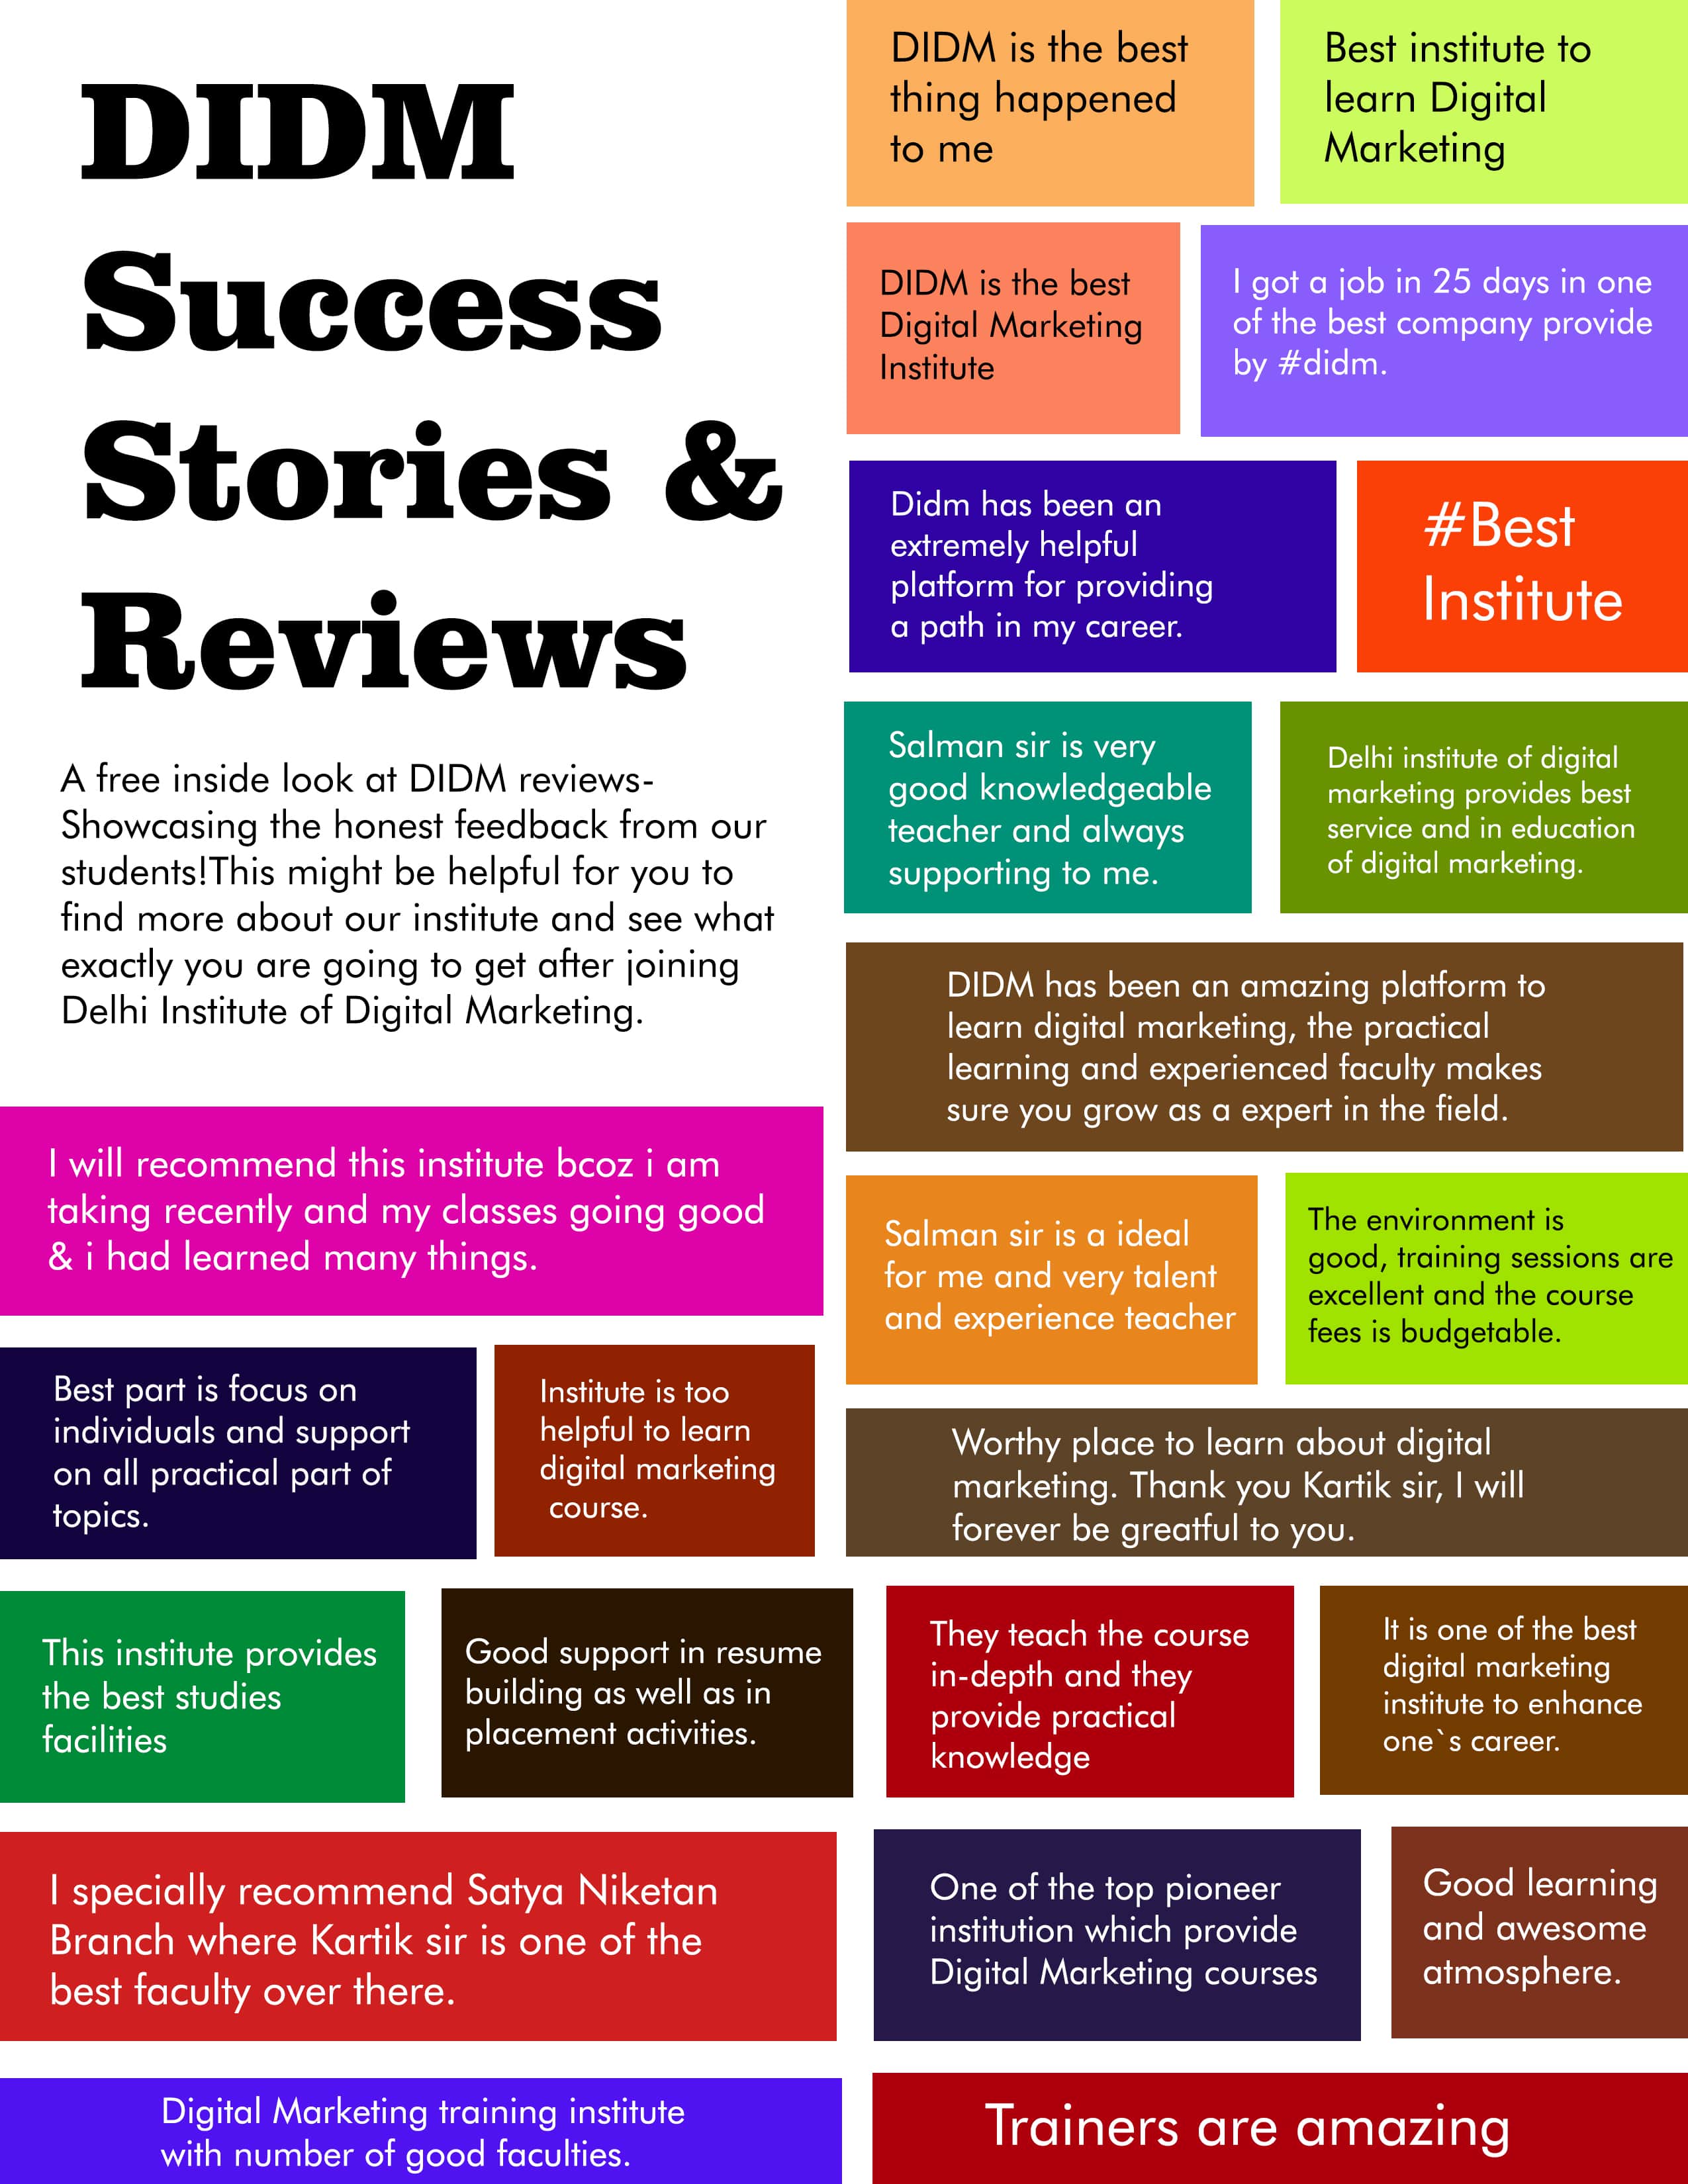 DIDM
Success
Stories &
Reviews
A free inside look at DIDM reviews-
Showcasing the honest feedback from our
students!This might be helpful for you to
find more about our institute and see what
exactly you are going to get after joining
Delhi Institute of Digital Marketing.
DIDM is the best
thing happened
to me
Best institute to
learn Digital
Marketing
DIDM is the best
Digital Marketing
Institute
I got a job in 25 days in one
of the best company provide
by #didm.
Didm has been an
extremely helpful
platform for providing
a path in my career.
#Best
Institute
Salman sir is very
good knowledgeable
teacher and always
supporting to me.
Delhi institute of digital
marketing provides best
service and in education
of digital marketing.
DIDM has been an amazing platform to
learn digital marketing, the practical
learning and experienced faculty makes
sure you grow as a expert in the field.
I will recommend this institute bcoz i am
taking recently and my classes going good
& i had learned many things.
Salman sir is a ideal
for me and very talent
and experience teacher
The environment is
good, training sessions are
excellent and the course
fees is budgetable.
Best part is focus on
individuals and support
on all practical part of
topics.
Institute is too
helpful to learn
digital marketing
course.
Worthy place to learn about digital
marketing. Thank you Kartik sir, I will
forever be greatful to you.
This institute provides
the best studies
facilities
Good support in resume
building as well as in
placement activities.
They teach the course
in-depth and they
provide practical
knowledge
It is one of the best
digital marketing
institute to enhance
one`s career.
I specially recommend Satya Niketan
Branch where Kartik sir is one of the
best faculty over there.
One of the top pioneer
institution which provide
Digital Marketing courses
Good learning
and awesome
atmosphere.
Digital Marketing training institute
with number of good faculties.
Trainers are amazing